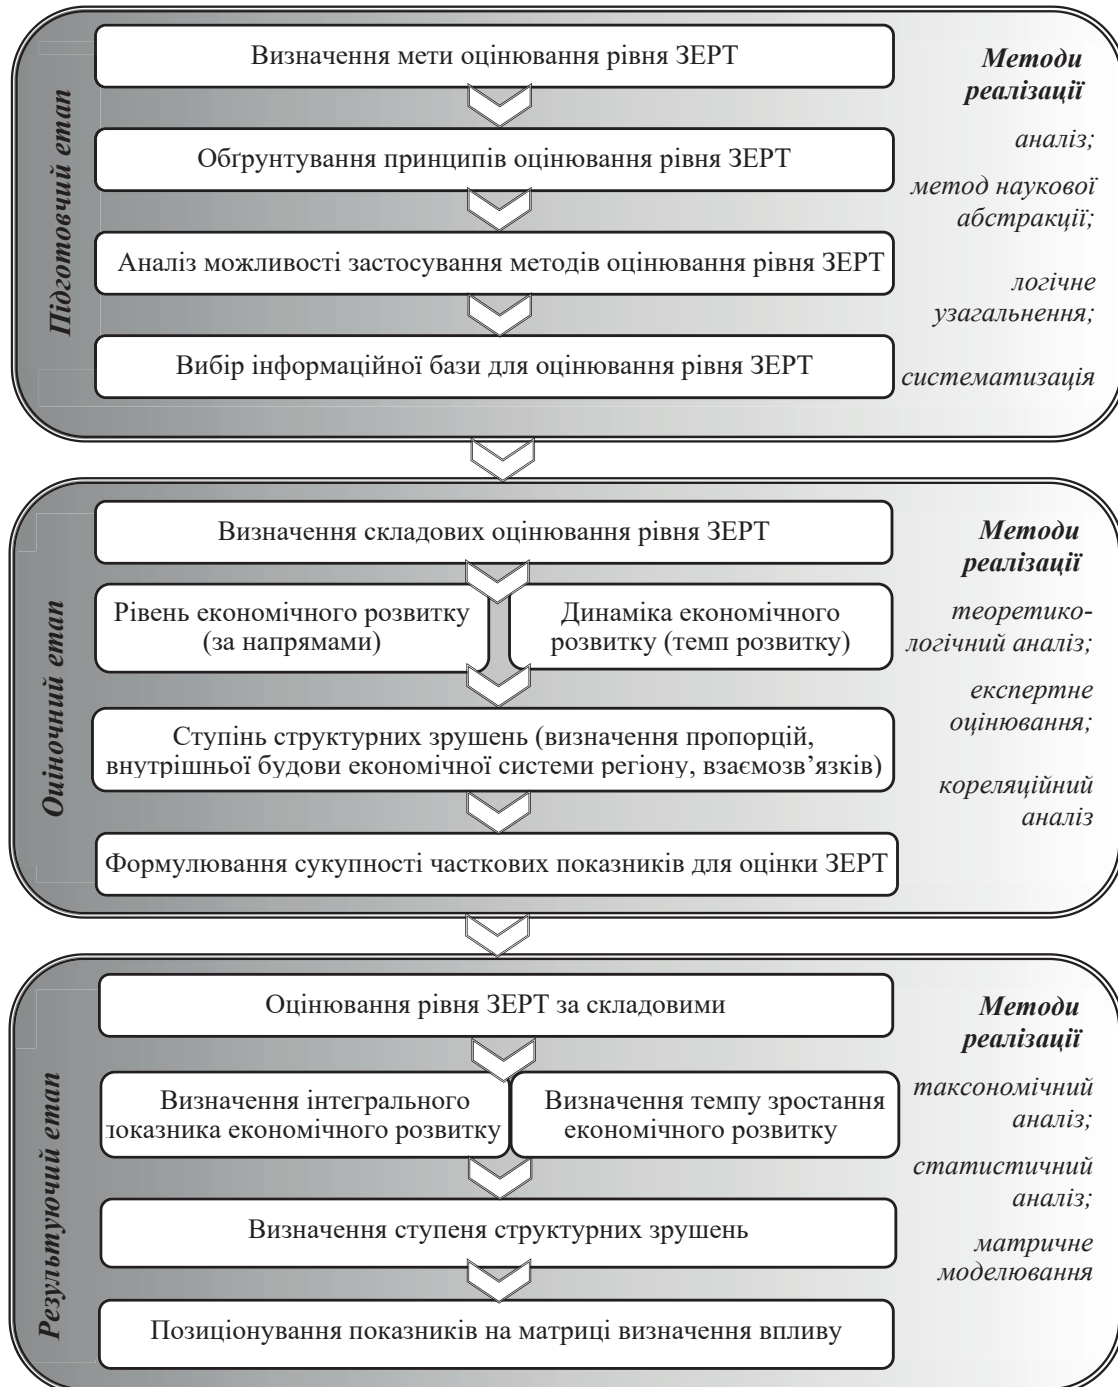 Підготовчий етап
Визначення мети оцінювання рівня ЗЕРТ
Обґрунтування принципів оцінювання рівня ЗЕРТ
Аналіз можливості застосування методів оцінювання рівня ЗЕРТ
Вибір інформаційної бази для оцінювання рівня ЗЕРТ
Методи
реалізації
аналіз;
метод наукової
абстракції;
логічне
узагальнення;
систематизація
Оціночний етап
Визначення складових оцінювання рівня ЗЕРТ
Рівень економічного розвитку
(за напрямами)
Динаміка економічного
розвитку (темп розвитку)
Ступінь структурних зрушень (визначення пропорцій,
внутрішньої будови економічної системи регіону, взаємозв’язків)
Формулювання сукупності часткових показників для оцінки ЗЕРТ
Методи
реалізації
теоретико-
логічний аналіз;
експертне
оцінювання;
кореляційний
аналіз
Результуючий етап
Оцінювання рівня ЗЕРТ за складовими
Визначення інтегрального
показника економічного розвитку
Визначення темпу зростання
економічного розвитку
Визначення ступеня структурних зрушень
Позиціонування показників на матриці визначення впливу
Методи
реалізації
таксономічний
аналіз;
статистичний
аналіз;
матричне
моделювання